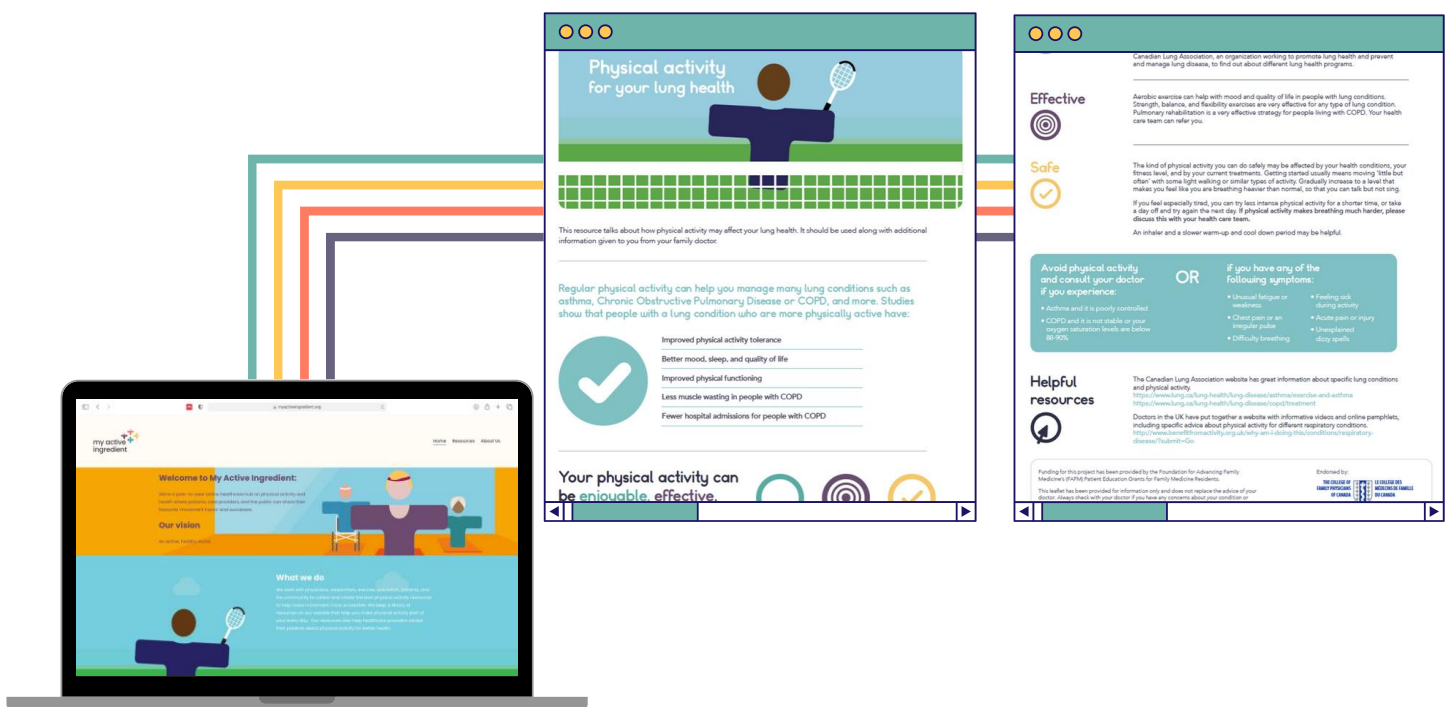 Physical activity
for your lung health
This resource talks about how physical activity may affect your lung health. It should be used along with additional
information given to you from your family doctor.
Regular physical activity can help you manage many lung conditions such as
asthma, Chronic Obstructive Pulmonary Disease or COPD, and more. Studies
show that people with a lung condition who are more physically active have:
Improved physical activity tolerance
Better mood, sleep, and quality of life
Improved physical functioning
Less muscle wasting in people with COPD
Fewer hospital admissions for people with COPD
Your physical activity can
be enjoyable, effective,
Canadian Lung Association, an organization working to promote lung health and prevent
and manage lung disease, to find out about different lung health programs.
Effective
Aerobic exercise can help with mood and quality of life in people with lung conditions.
Strength, balance, and flexibility exercises are very effective for any type of lung condition.
Pulmonary rehabilitation is a very effective strategy for people living with COPD. Your health
care team can refer you.
Safe
The kind of physical activity you can do safely may be affected by your health conditions, your
fitness level, and by your current treatments. Getting started usually means moving 'little but
often' with some light walking or similar types of activity. Gradually increase to a level that
makes you feel like you are breathing heavier than normal, so that you can talk but not sing.
If you feel especially tired, you can try less intense physical activity for a shorter time, or take
a day off and try again the next day. If physical activity makes breathing much harder, please
discuss this with your health care team.
An inhaler and a slower warm-up and cool down period may be helpful.
Avoid physical activity
and consult your doctor
if you experience:
• Asthma and it is poorly controlled
• COPD and it is not stable or your
oxygen saturation levels are below
88-90%
OR
if you have any of the
following symptoms:
• Unusual fatigue or
weakness
• Chest pain or an
irregular pulse
• Difficulty breathing
• Feeling sick
during activity
• Acute pain or injury
• Unexplained
dizzy spells
Helpful
resources
The Canadian Lung Association website has great information about specific lung conditions
and physical activity.
https://www.lung.ca/lung-health/lung-disease/asthma/exercise-and-asthma
https://www.lung.ca/lung-health/lung-disease/copd/treatment
Doctors in the UK have put together a website with informative videos and online pamphlets,
including specific advice about physical activity for different respiratory conditions.
http://www.benefitfromactivity.org.uk/why-am-i-doing-this/conditions/respiratory-
disease/?submit=Go
Funding for this project has been provided by the Foundation for Advancing Family
Medicine's (FAFM) Patient Education Grants for Family Medicine Residents.
This leaflet has been provided for information only and does not replace the advice of your
doctor. Always check with your doctor if you have any concerns about your condition or
Endorsed by:
THE COLLEGE OF
FAMILY PHYSICIANS
OF CANADA
LE COLLÈGE DES
MÉDECINS DE FAMILLE
DU CANADA
myactiveingredient.org
my active
ingredient
Home Resources About Us
Welcome to My Active Ingredient:
Our vision
An active, healthy world.
What we do